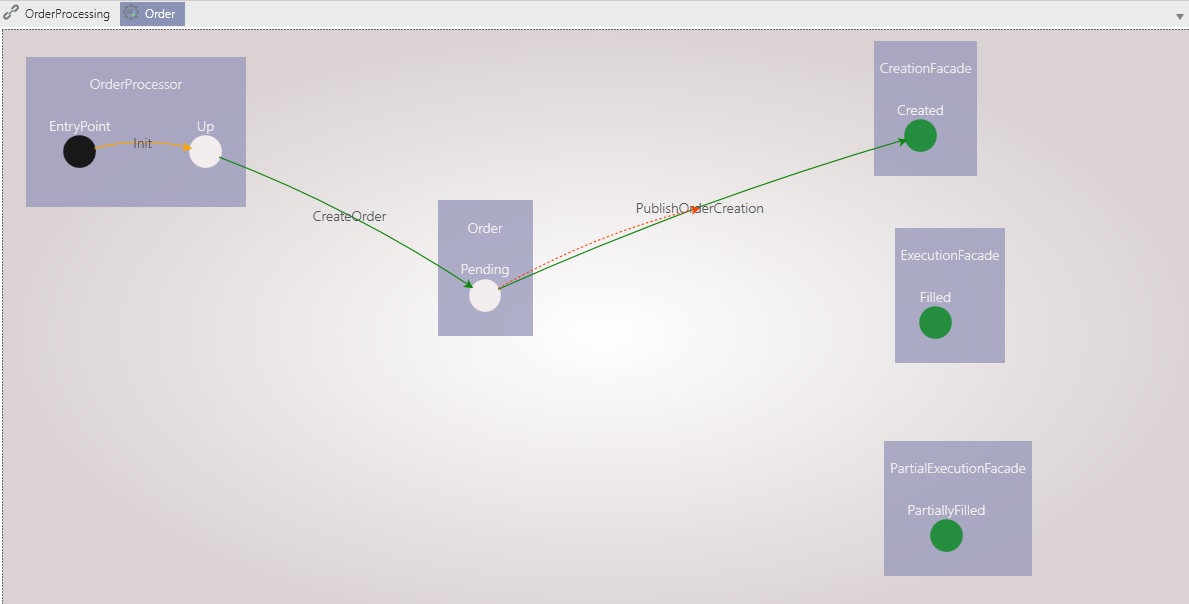 OrderProcessing Order
OrderProcessor
EntryPoint
Up
Init
CreateOrder
Order
Pending
PublishOrderCreation
CreationFacade
Created
ExecutionFacade
Filled
PartialExecutionFacade
PartiallyFilled